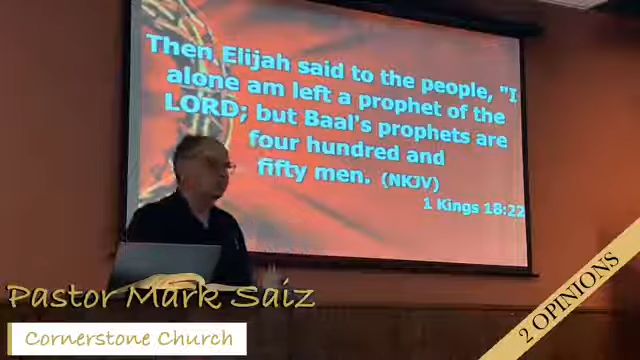 Then Elijah said to the people, "I
alone am left a prophet of the
LORD; but Baal's prophets are
four hundred and
fifty men. (NKJV)
1 Kings 18:22
Pastor Mark Saiz
Cornerstone Church
2 OPINIONS